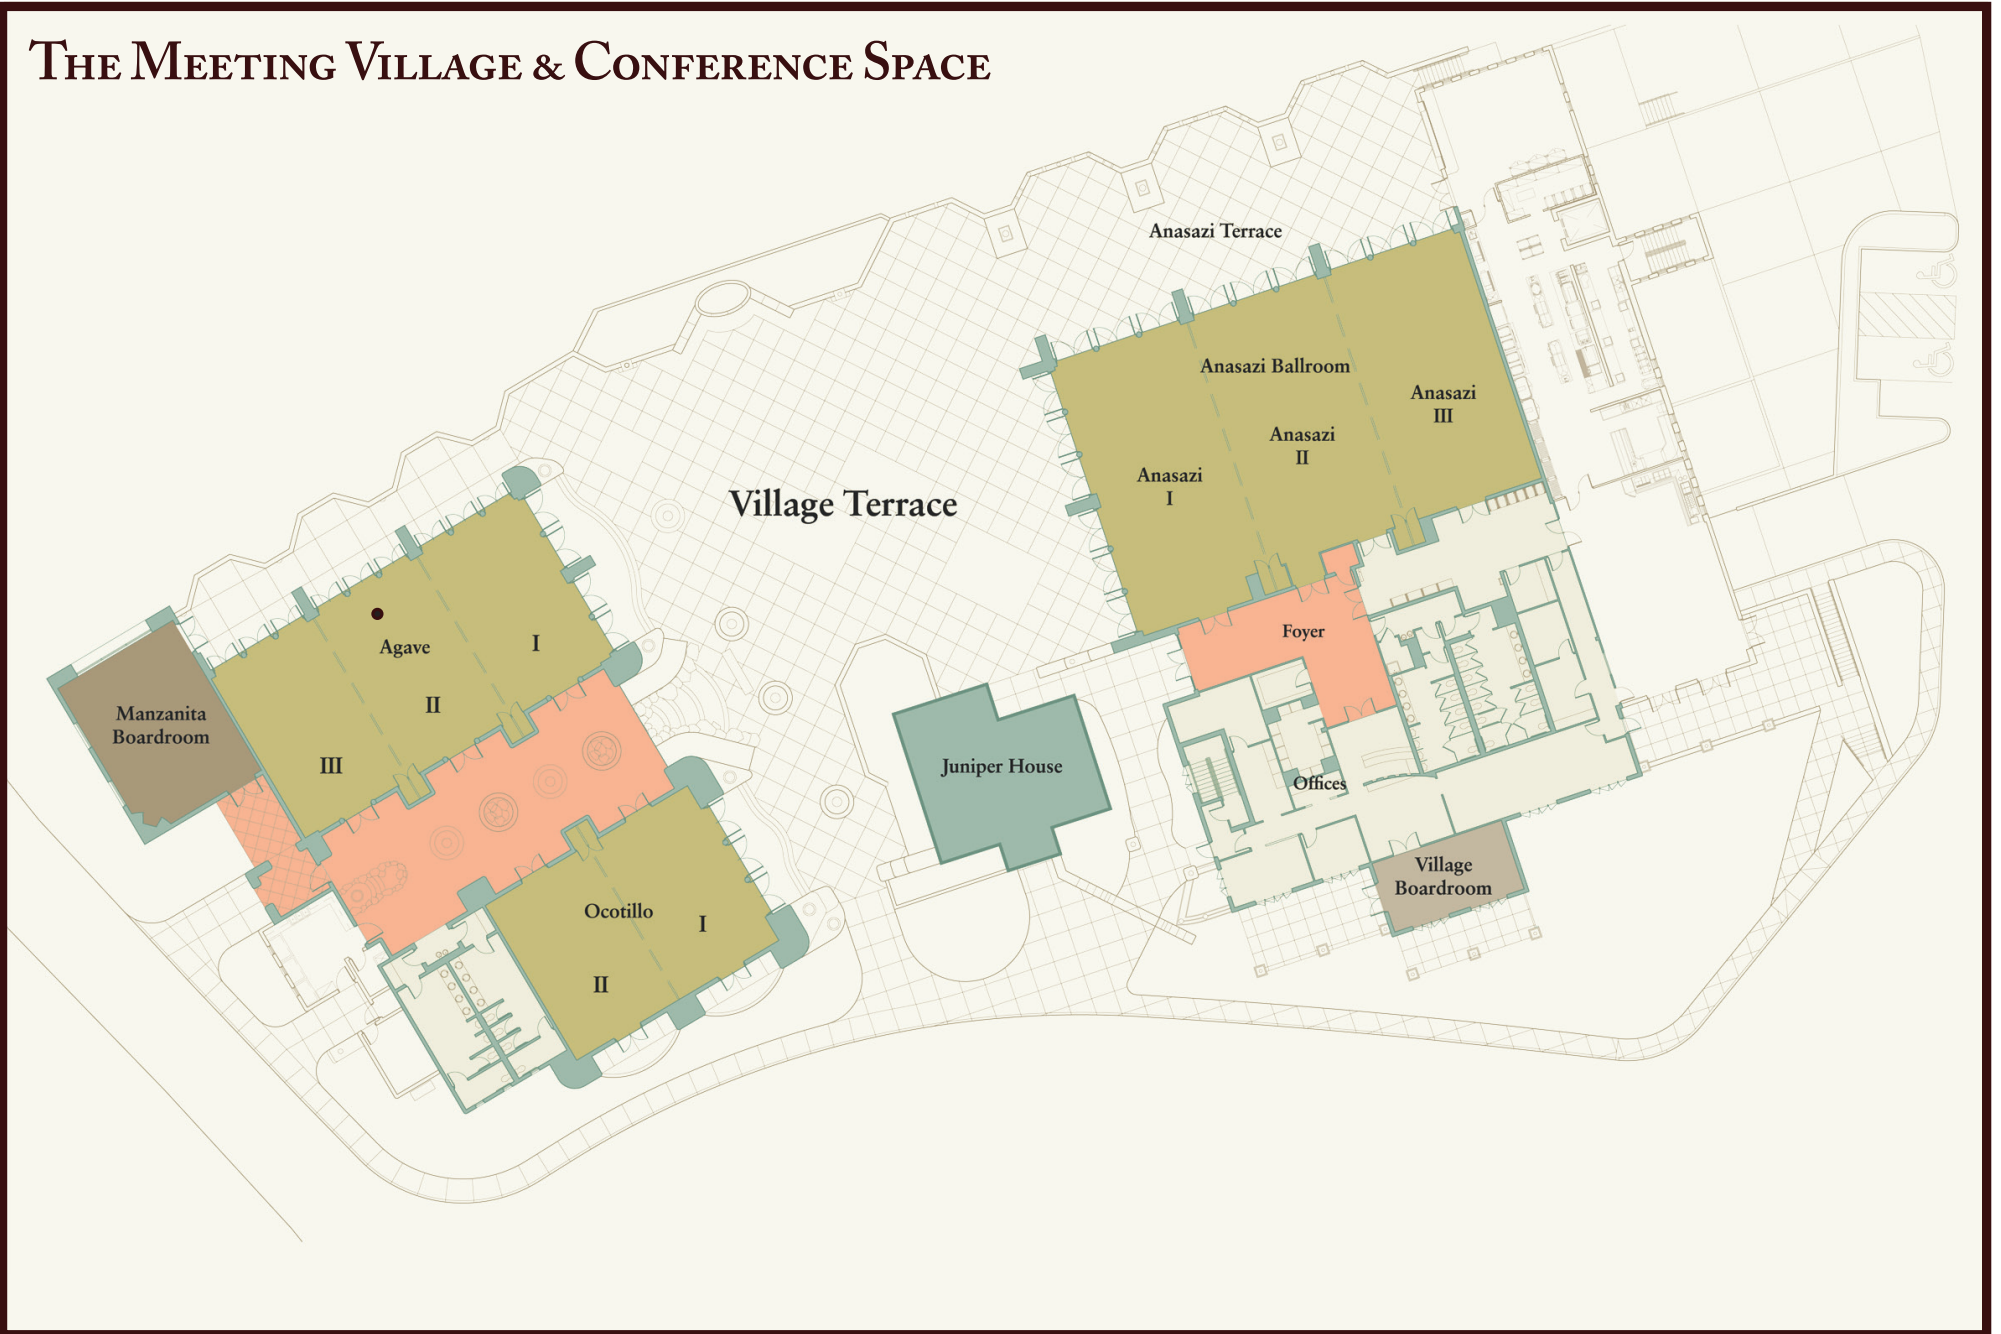 THE MEETING VILLAGE & CONFERENCE SPACE
Anasazi Terrace
Anasazi Ballroom
Anasazi
III
Anasazi
II
Anasazi
I
Village Terrace
Foyer
Agave
I
II
III
Manzanita
Boardroom
Juniper House
Offices
Village
Boardroom
Ocotillo
I
II